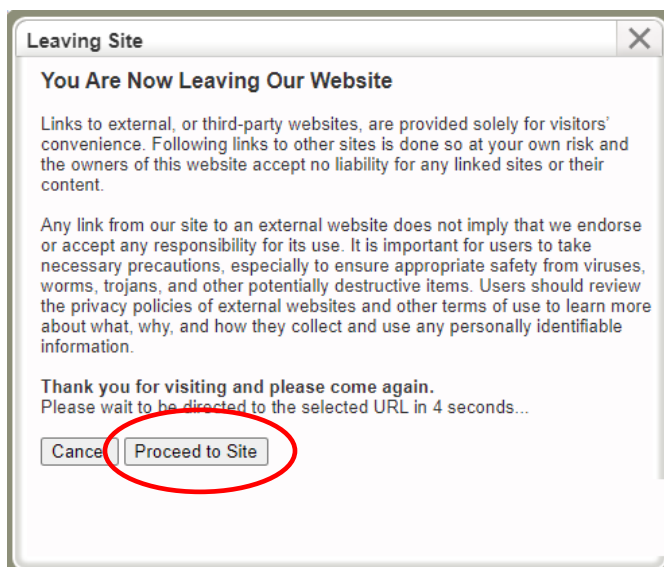 Leaving Site
You Are Now Leaving Our Website
Links to external, or third-party websites, are provided solely for visitors'
convenience. Following links to other sites is done so at your own risk and
the owners of this website accept no liability for any linked sites or their
content.
Any link from our site to an external website does not imply that we endorse
or accept any responsibility for its use. It is important for users to take
necessary precautions, especially to ensure appropriate safety from viruses,
worms, trojans, and other potentially destructive items. Users should review
the privacy policies of external websites and other terms of use to learn more
about what, why, and how they collect and use any personally identifiable
information.
Thank you for visiting and please come again.
Please wait to be directed to the selected URL in 4 seconds...
Cancel Proceed to Site